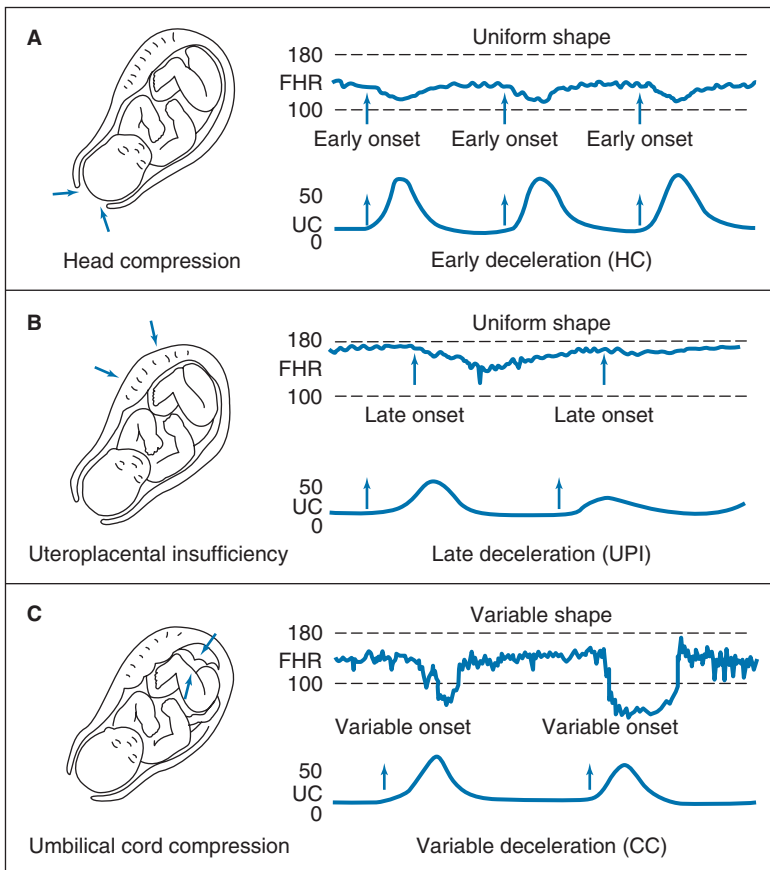 A
Uniform shape
180
FHR
100
Early onset Early onset Early onset
50
UC
0
Head compression
Early deceleration (HC)
B
Uniform shape
180
FHR
100
Late onset Late onset
50
UC
0
Uteroplacental insufficiency
Late deceleration (UPI)
C
Variable shape
180
FHR
100
Variable onset Variable onset
50
UC
0
Umbilical cord compression
Variable deceleration (CC)